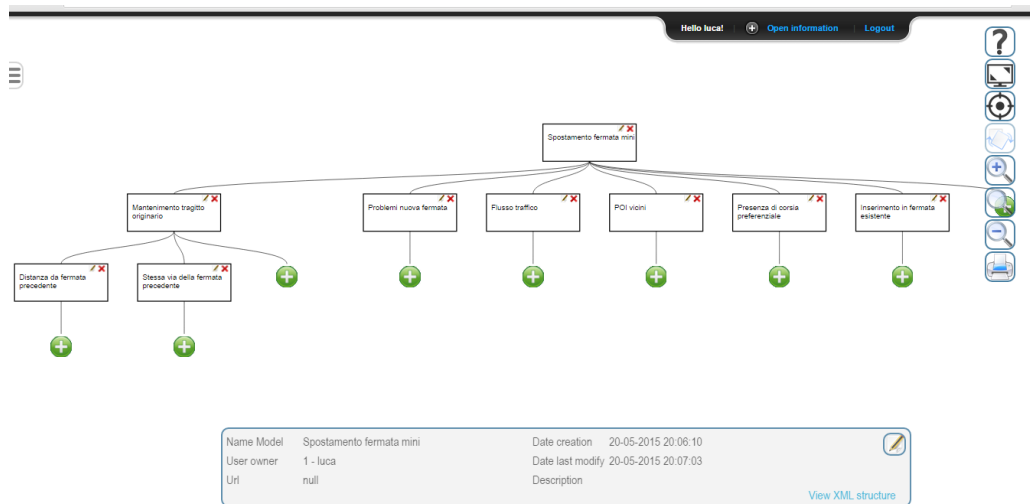 Hello luca! Open information Logout
Spostamento fermata mini
Mantenimento tragitto
originario
Problemi nuova fermata
Flusso traffico
POI vicini
Presenza di corsia
preferenziale
Inserimento in fermata
esistente
Distanza da fermata
precedente
Stessa via della fermata
precedente
Name Model Spostamento fermata mini Date creation 20-05-2015 20:06:10
User owner 1 - luca Date last modify 20-05-2015 20:07:03
Url null Description
View XML structure